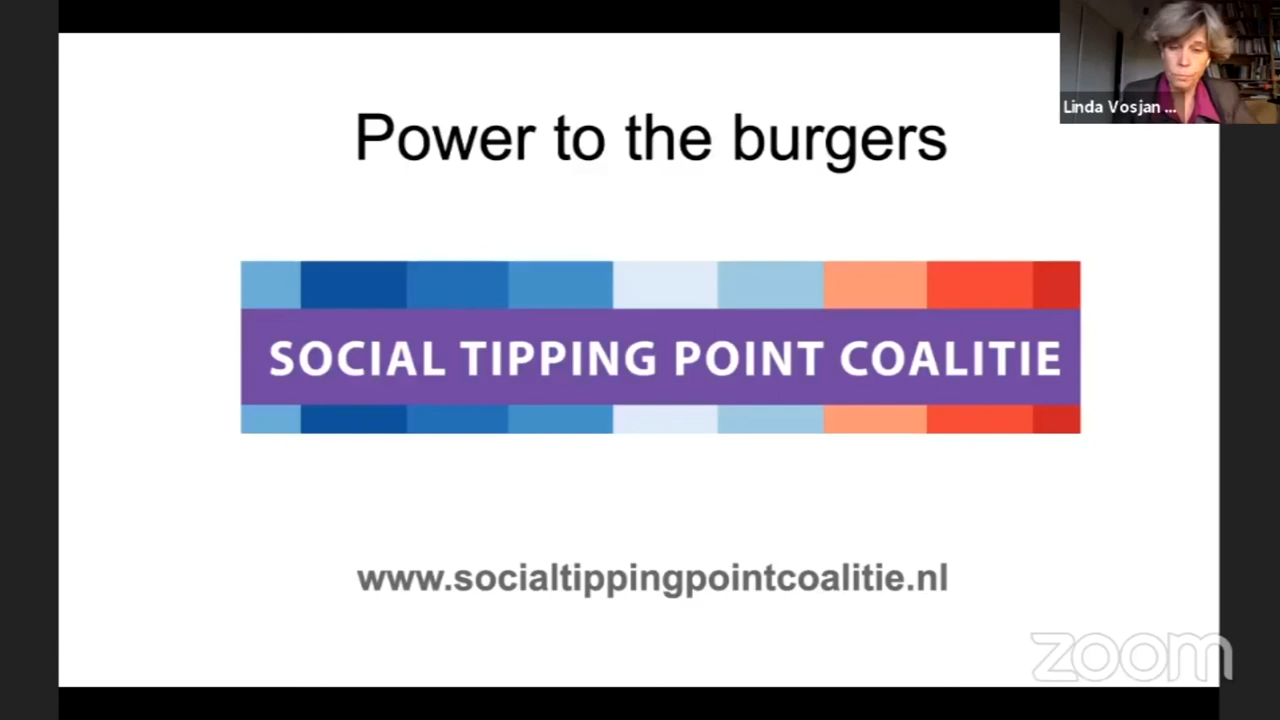 Power to the burgers
SOCIAL TIPPING POINT COALITIE
www.socialtippingpointcoalitie.nl
Linda Vosjan ...
zoom